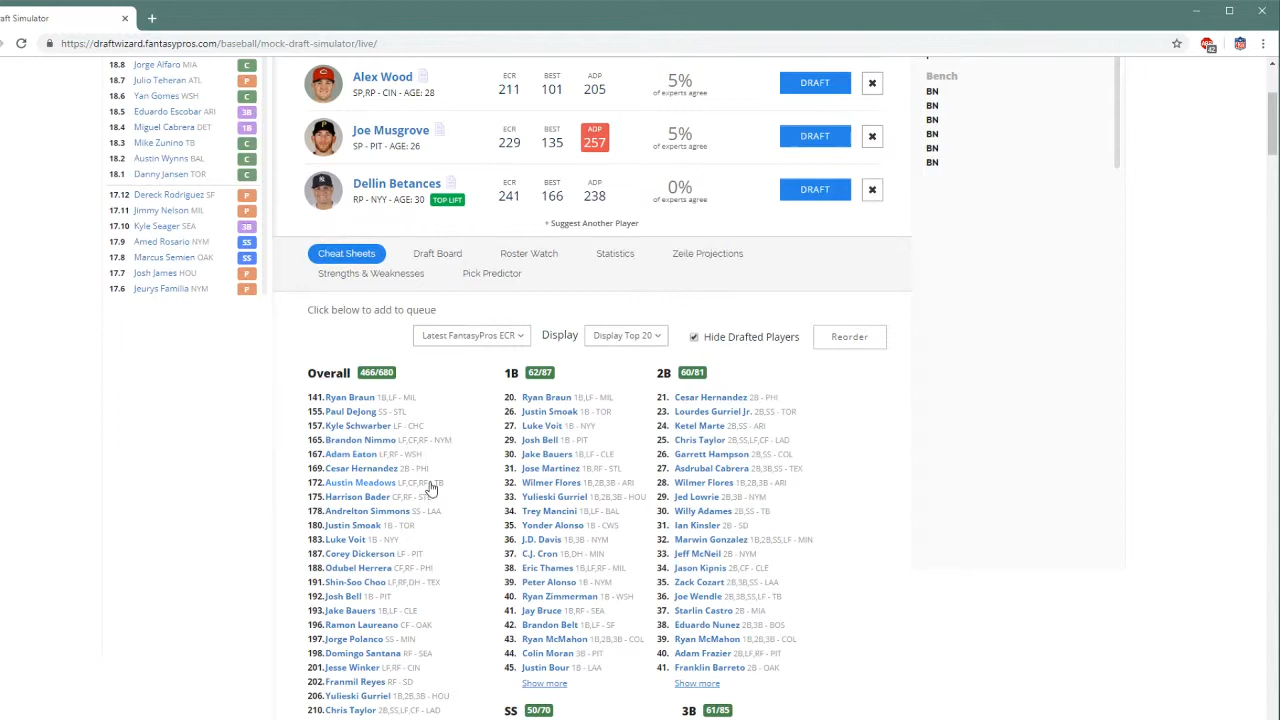 aft Simulator
https://draftwizard.fantasypros.com/baseball/mock-draft-simulator/live/
42
18.8 Jorge Alfaro MIA C
18.7 Julio Teheran ATL P
18.6 Yan Gomes WSH C
18.5 Eduardo Escobar ARI 3B
18.4 Miguel Cabrera DET 1B
18.3 Mike Zunino TB C
18.2 Austin Wynns BAL C
18.1 Danny Jansen TOR C
17.12 Dereck Rodriguez SF P
17.11 Jimmy Nelson MIL P
17.10 Kyle Seager SEA 3B
17.9 Amed Rosario NYM SS
17.8 Marcus Semien OAK SS
17.7 Josh James HOU P
17.6 Jeurys Familia NYM P
Alex Wood
SP,RP - CIN - AGE: 28
ECR BEST ADP
211 101 205
5%
of experts agree
DRAFT
Joe Musgrove
SP - PIT - AGE: 26
ECR BEST ADP
229 135 257
5%
of experts agree
DRAFT
Dellin Betances
RP - NYY - AGE: 30 TOP LIFT
ECR BEST ADP
241 166 238
0%
of experts agree
DRAFT
+ Suggest Another Player
Bench
BN
BN
BN
BN
BN
BN
Cheat Sheets Draft Board Roster Watch Statistics Zeile Projections
Strengths & Weaknesses Pick Predictor
Click below to add to queue
Latest FantasyPros ECR Display Display Top 20 Hide Drafted Players Reorder
Overall 466/680
141. Ryan Braun 1B,LF - MIL
155. Paul DeJong SS - STL
157. Kyle Schwarber LF - CHC
165. Brandon Nimmo LF,CF,RF - NYM
167. Adam Eaton LF,RF - WSH
169. Cesar Hernandez 2B - PHI
172. Austin Meadows LF,CF,RF - TB
175. Harrison Bader CF,RF - STL
178. Andrelton Simmons SS - LAA
180. Justin Smoak 1B - TOR
183. Luke Voit 1B - NYY
187. Corey Dickerson LF - PIT
188. Odubel Herrera CF,RF - PHI
191. Shin-Soo Choo LF,RF,DH - TEX
192. Josh Bell 1B - PIT
193. Jake Bauers 1B,LF - CLE
196. Ramon Laureano CF - OAK
197. Jorge Polanco SS - MIN
198. Domingo Santana RF - SEA
201. Jesse Winker LF,RF - CIN
202. Franmil Reyes RF - SD
206. Yulieski Gurriel 1B,2B,3B - HOU
210. Chris Taylor 2B,SS,LF,CF - LAD
1B 62/87
20. Ryan Braun 1B,LF - MIL
26. Justin Smoak 1B - TOR
27. Luke Voit 1B - NYY
29. Josh Bell 1B - PIT
30. Jake Bauers 1B,LF - CLE
31. Jose Martinez 1B,RF - STL
32. Wilmer Flores 1B,2B,3B - ARI
33. Yulieski Gurriel 1B,2B,3B - HOU
34. Trey Mancini 1B,LF - BAL
35. Yonder Alonso 1B - CWS
36. J.D. Davis 1B,3B - NYM
37. C.J. Cron 1B,DH - MIN
38. Eric Thames 1B,LF,RF - MIL
39. Peter Alonso 1B - NYM
40. Ryan Zimmerman 1B - WSH
41. Jay Bruce 1B,RF - SEA
42. Brandon Belt 1B,LF - SF
43. Ryan McMahon 1B,2B,3B - COL
44. Colin Moran 3B - PIT
45. Justin Bour 1B - LAA
Show more
2B 60/81
21. Cesar Hernandez 2B - PHI
23. Lourdes Gurriel Jr. 2B,SS - TOR
24. Ketel Marte 2B,SS - ARI
25. Chris Taylor 2B,SS,LF,CF - LAD
26. Garrett Hampson 2B,SS - COL
27. Asdrubal Cabrera 2B,3B,SS - TEX
28. Wilmer Flores 1B,2B,3B - ARI
29. Jed Lowrie 2B,3B - NYM
30. Willy Adames 2B,SS - TB
31. Ian Kinsler 2B - SD
32. Marwin Gonzalez 1B,2B,SS,LF - MIN
33. Jeff McNeil 2B - NYM
34. Jason Kipnis 2B,CF - CLE
35. Zack Cozart 2B,3B,SS - LAA
36. Joe Wendle 2B,3B,SS,LF - TB
37. Starlin Castro 2B - MIA
38. Eduardo Nunez 2B,3B - BOS
39. Ryan McMahon 1B,2B,3B - COL
40. Adam Frazier 2B,LF,RF - PIT
41. Franklin Barreto 2B - OAK
Show more
SS 50/70
3B 61/85